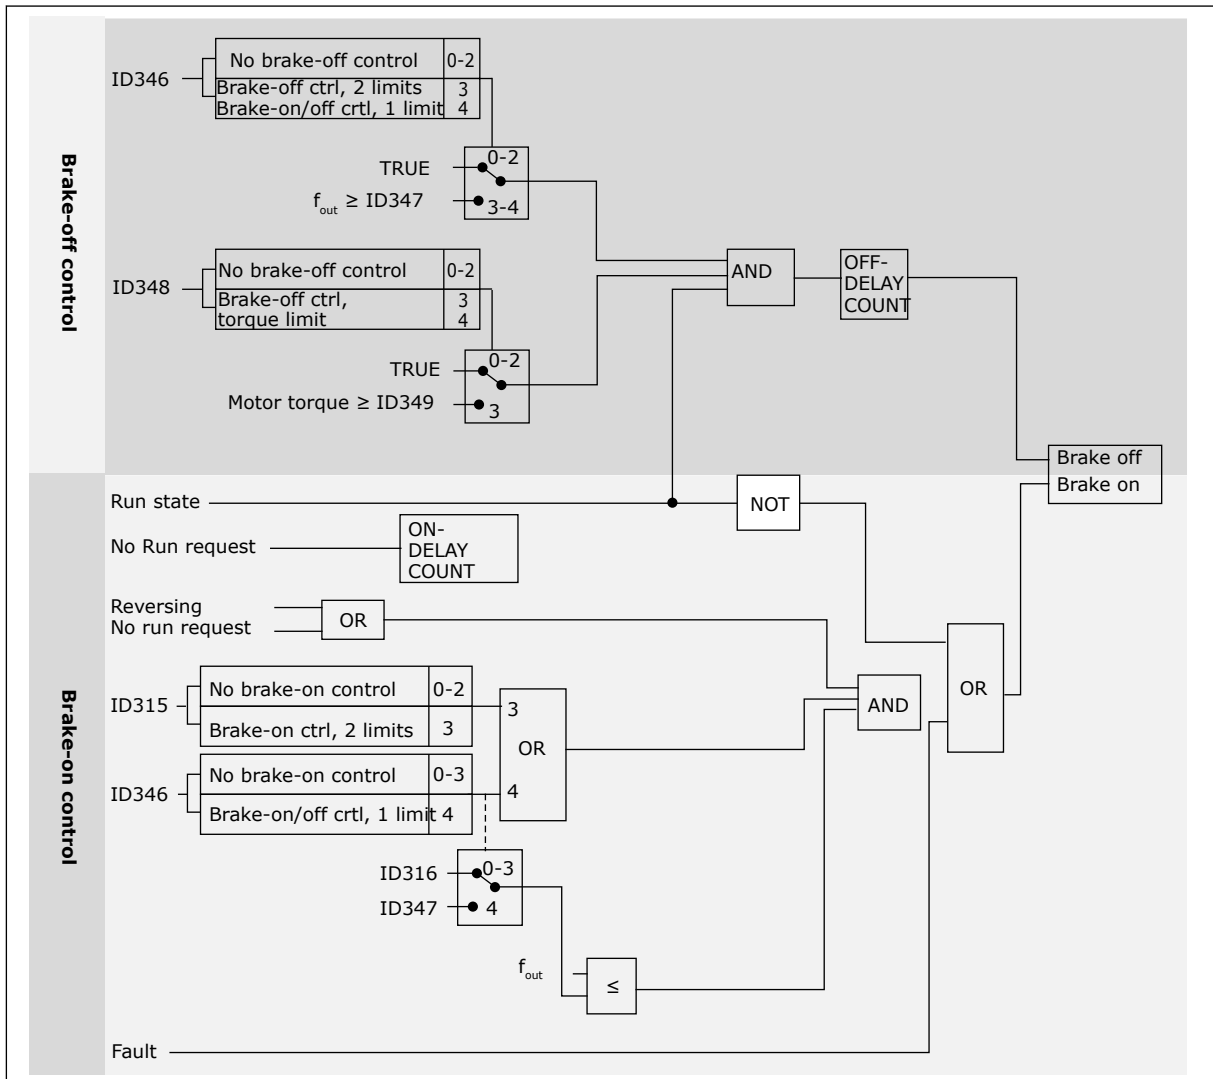 Brake-off control
ID346
No brake-off control 0-2
Brake-off ctrl, 2 limits 3
Brake-on/off crtl, 1 limit 4
TRUE
0-2
fout ≥ ID347
3-4
ID348
No brake-off control 0-2
Brake-off ctrl, 3
torque limit 4
TRUE
0-2
Motor torque ≥ ID349
3
AND
OFF-
DELAY
COUNT
Brake off
Brake on
Brake-on control
Run state
NOT
No Run request
ON-
DELAY
COUNT
Reversing
No run request
OR
ID315
No brake-on control 0-2
Brake-on ctrl, 2 limits 3
ID346
No brake-on control 0-3
Brake-on/off crtl, 1 limit 4
3
OR
4
AND
OR
ID316
0-3
ID347
4
fout
≤
Fault